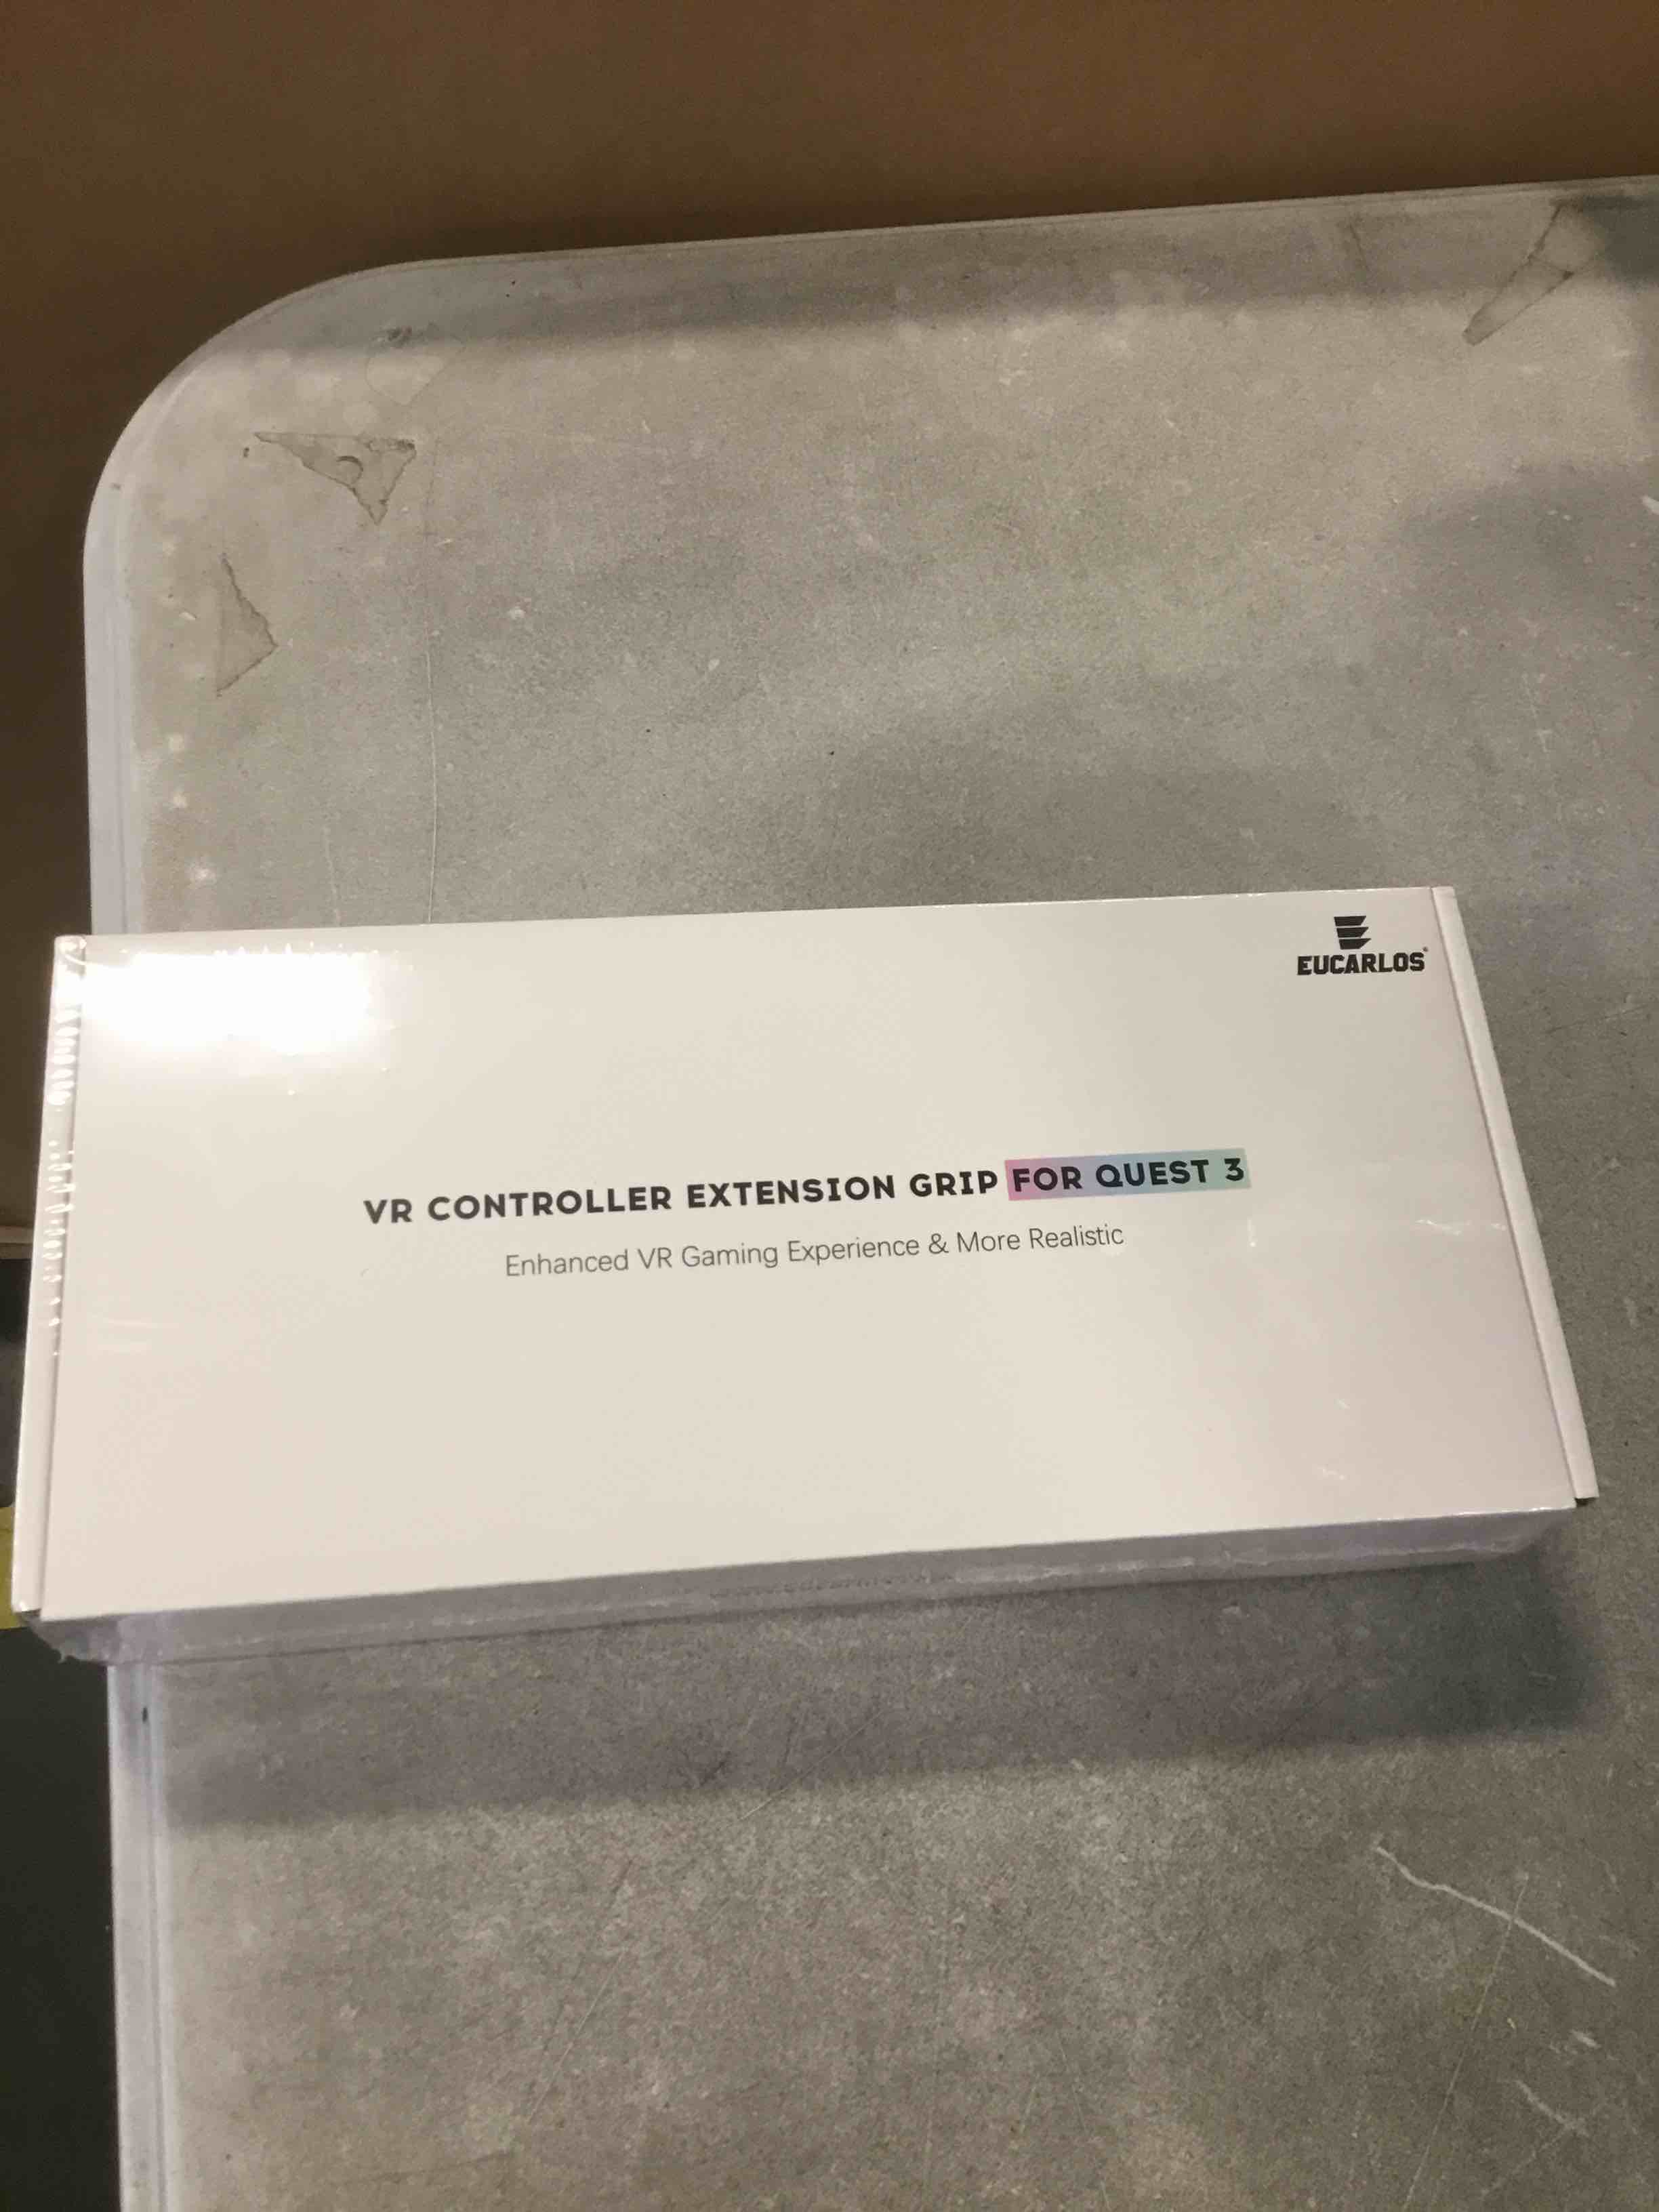 EUCARLOS
VR CONTROLLER EXTENSION GRIP FOR QUEST 3
Enhanced VR Gaming Experience & More Realistic